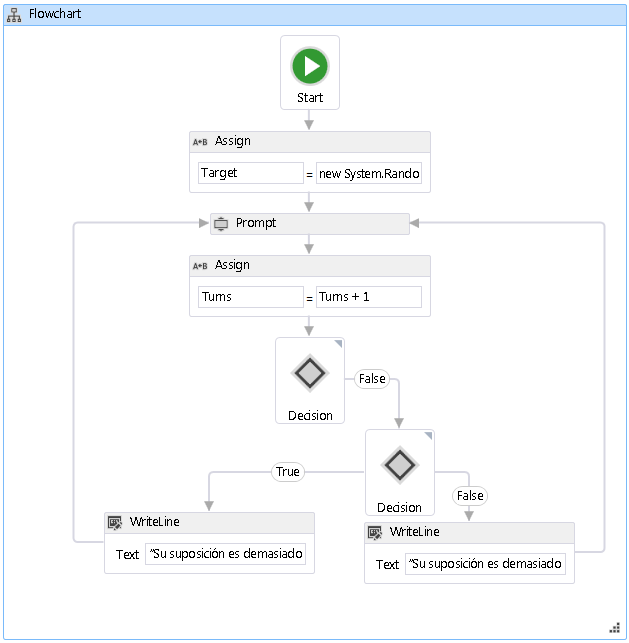 Flowchart
Start
A+B Assign
Target = new System.Rando
Prompt
A+B Assign
Turns = Turns + 1
False
Decision
True
Decision
False
WriteLine
WriteLine
Text "Su suposición es demasiado
Text "Su suposición es demasiado